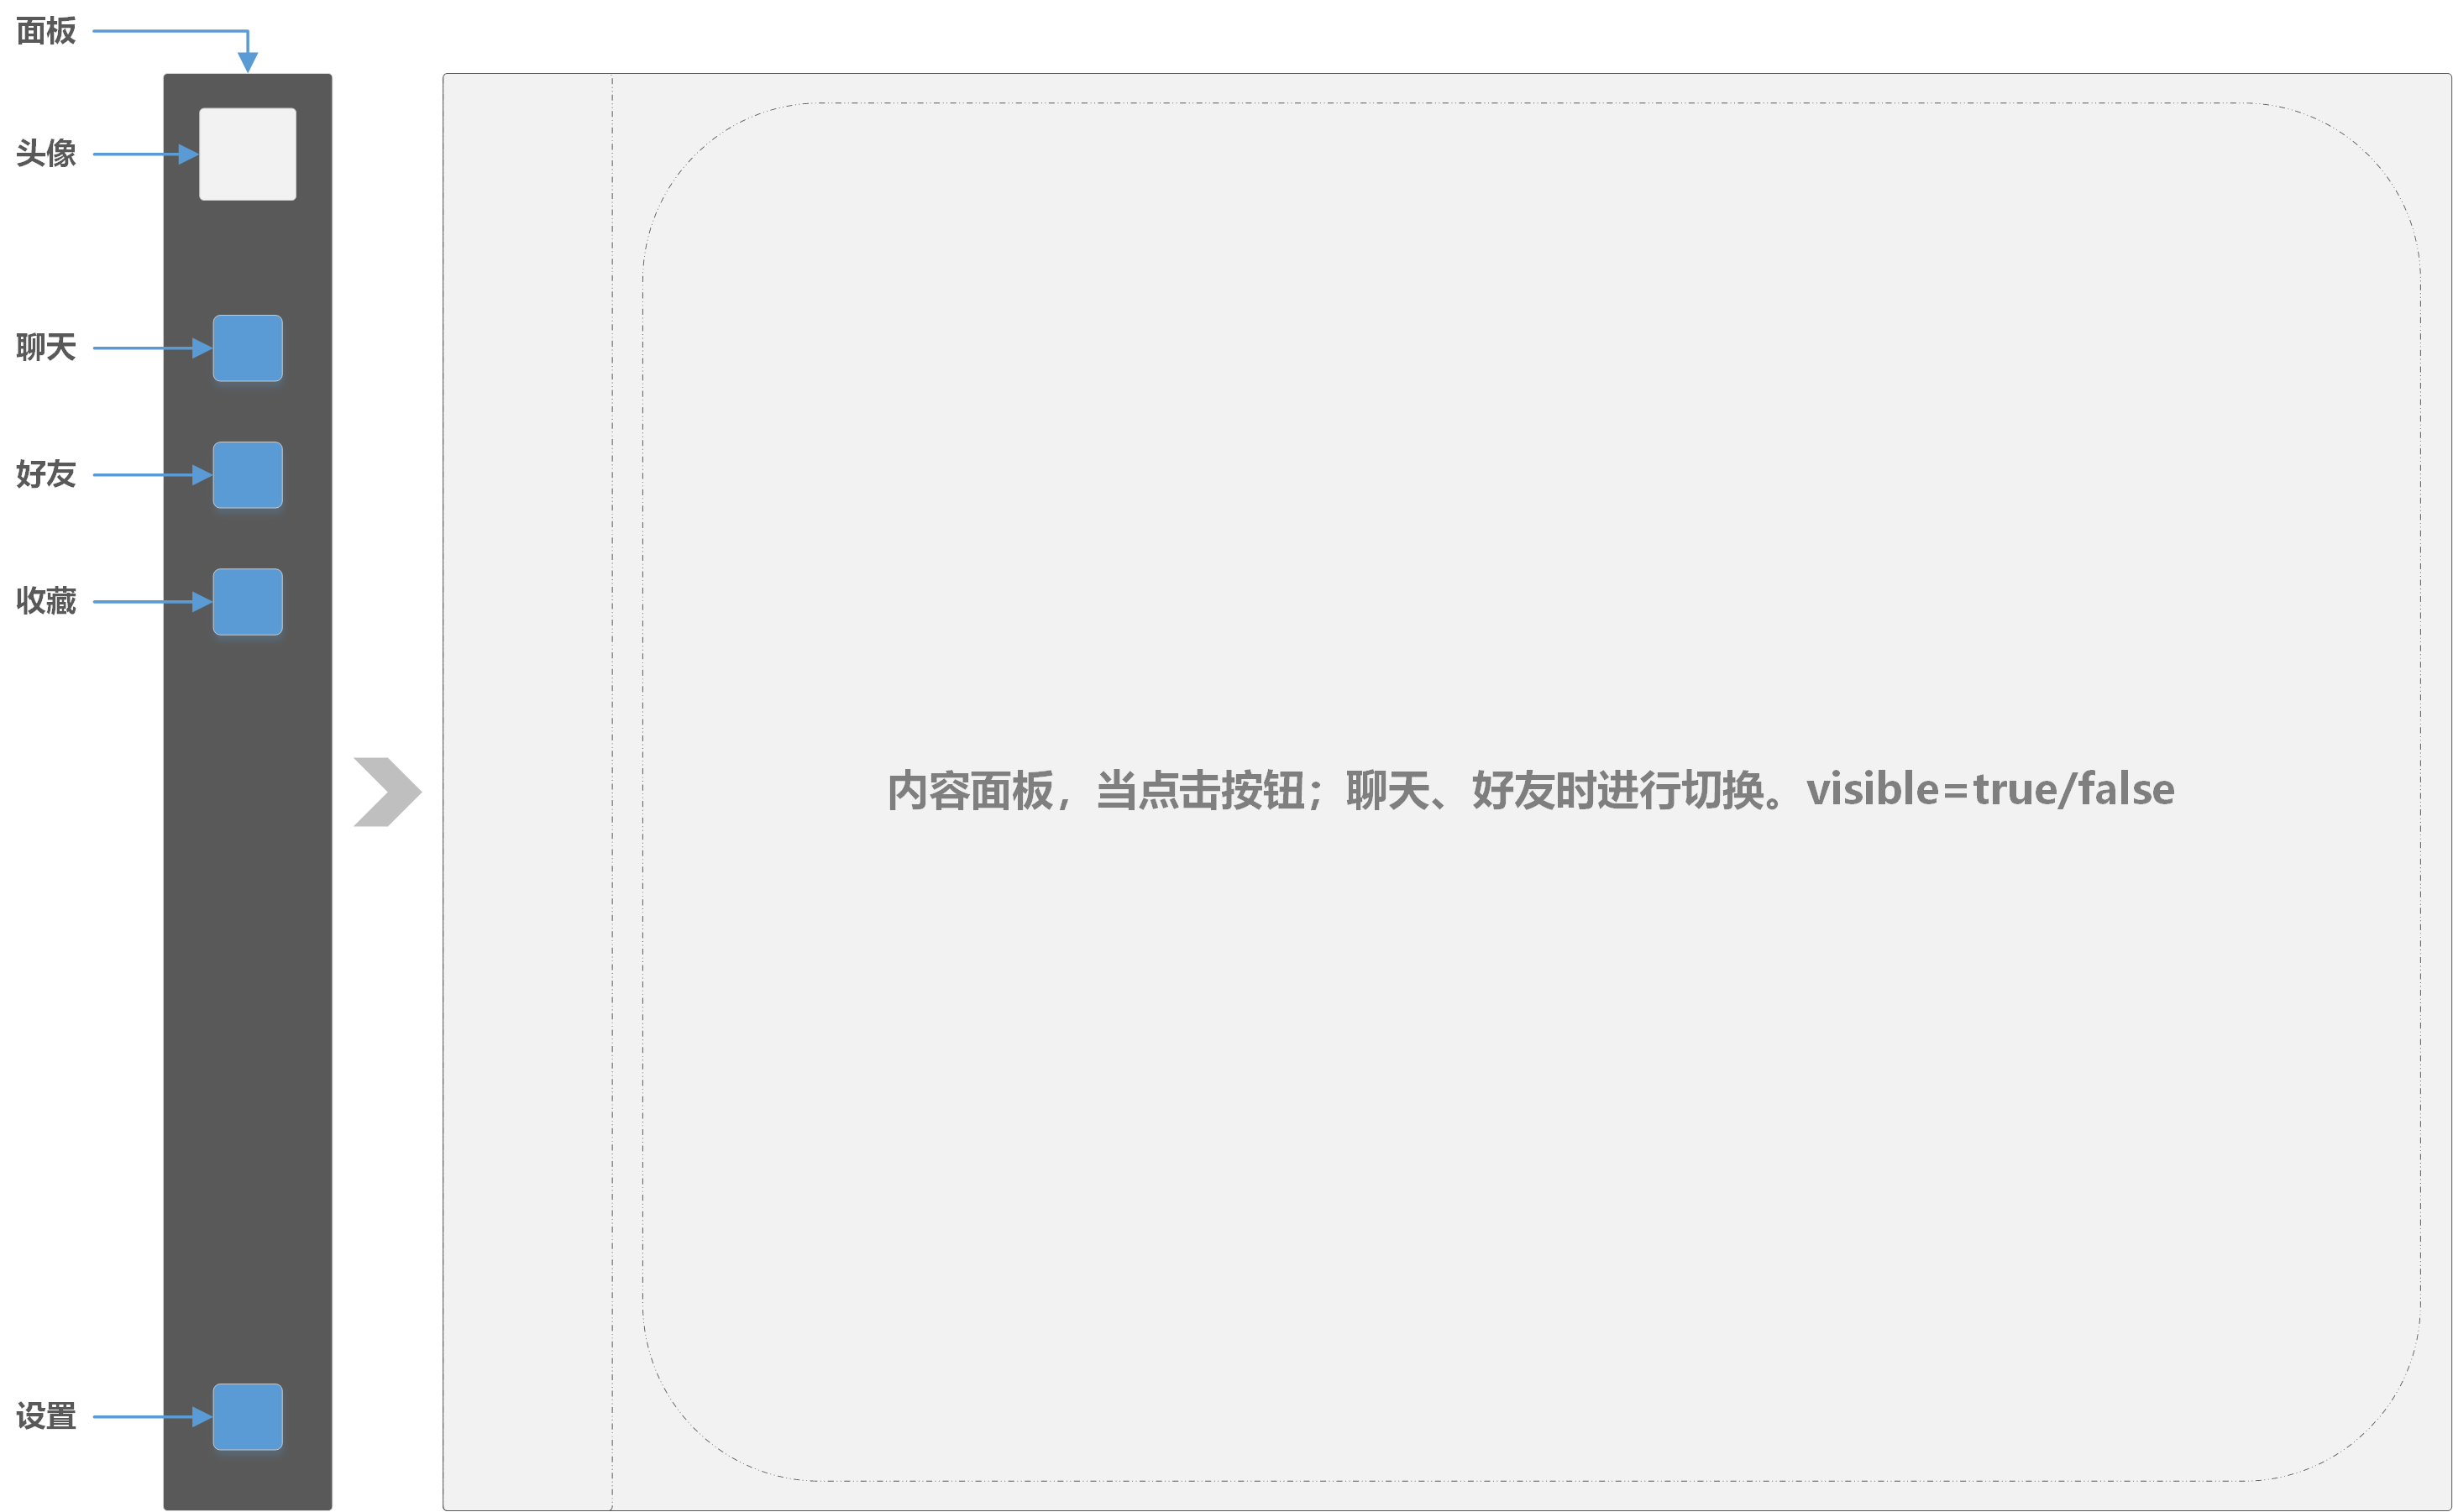 面板
头像
聊天
好友
收藏
内容面板，当点击按钮；聊天、好友时进行切换。visible=true/false
设置